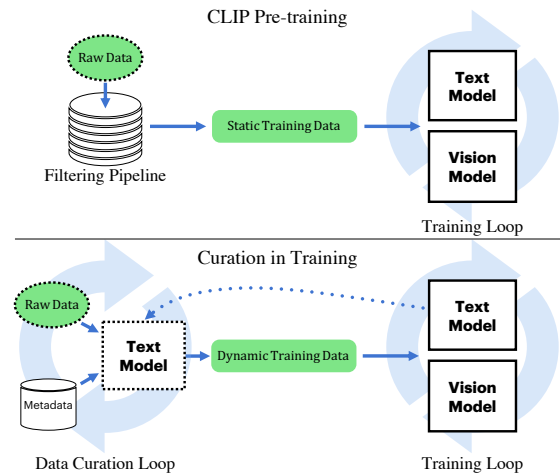 CLIP Pre-training
Raw Data
Filtering Pipeline
Static Training Data
Text
Model
Vision
Model
Training Loop
Curation in Training
Raw Data
Metadata
Text
Model
Data Curation Loop
Dynamic Training Data
Text
Model
Vision
Model
Training Loop